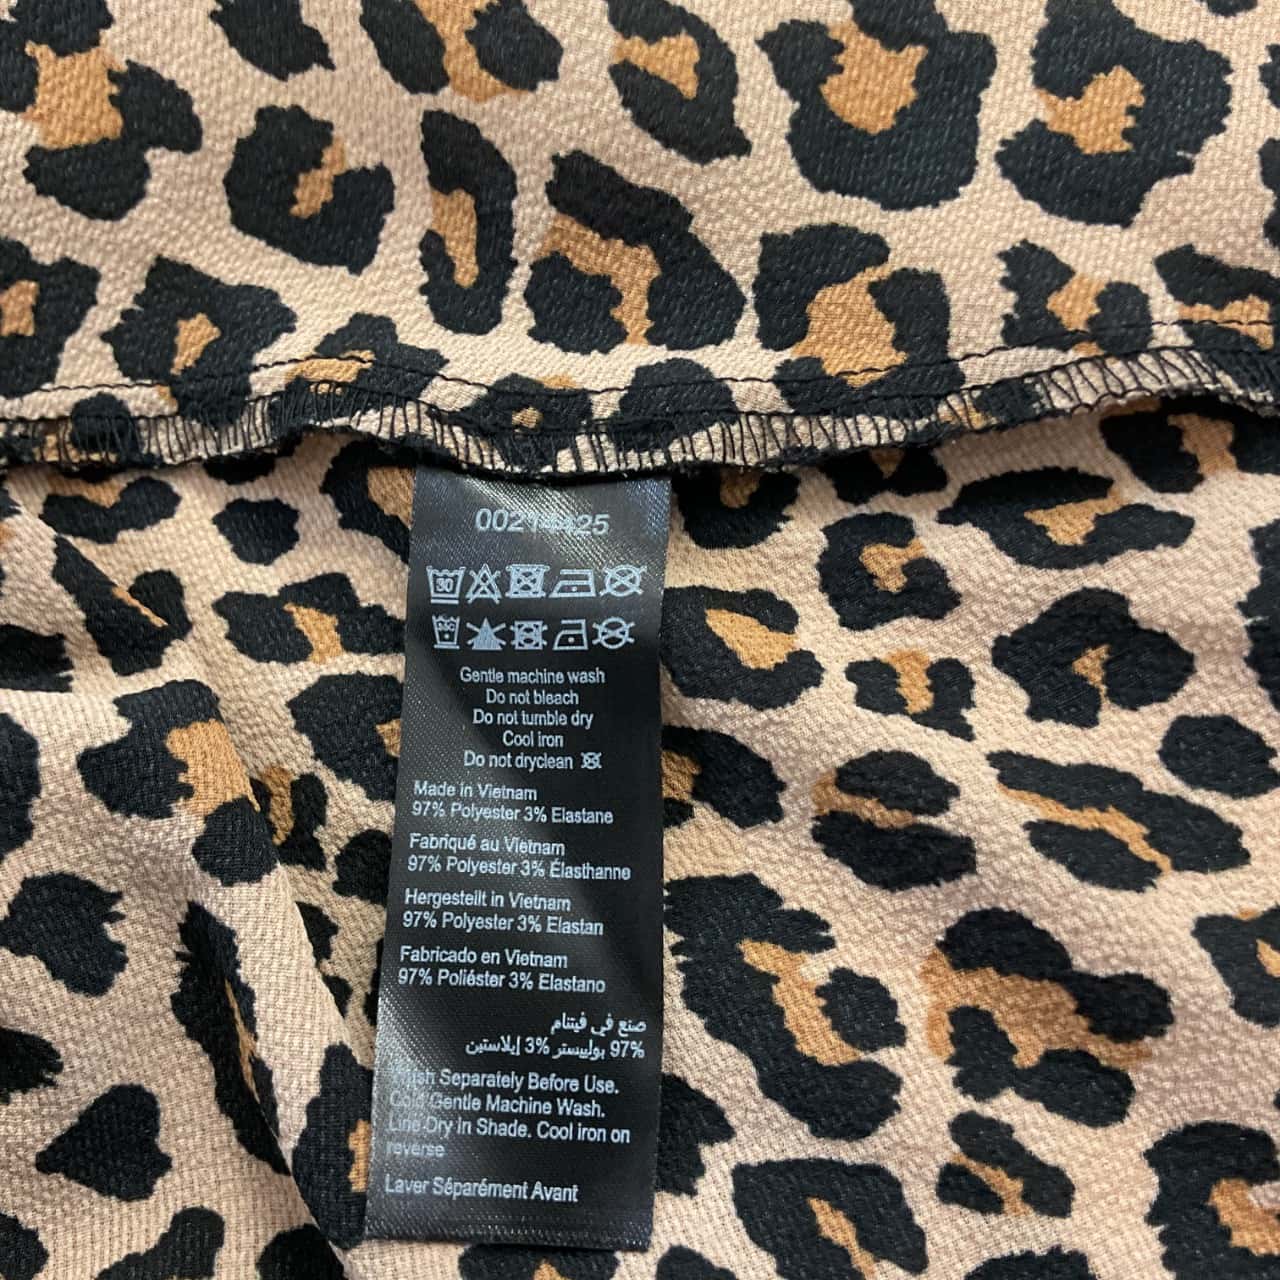 30
Gentle machine wash
Do not bleach
Do not tumble dry
Cool iron
Do not dryclean
Made in Vietnam
97% Polyester 3% Elastane
Fabriqué au Vietnam
97% Polyester 3% Élasthanne
Hergestellt in Vietnam
97% Polyester 3% Elastan
Fabricado en Vietnam
97% Poliéster 3% Elastano
صنع في فيتنام
97% بوليستر 3% إيلاستين
Wash Separately Before Use.
Cold Gentle Machine Wash.
Line Dry In Shade. Cool iron on
reverse
Laver Séparément Avant